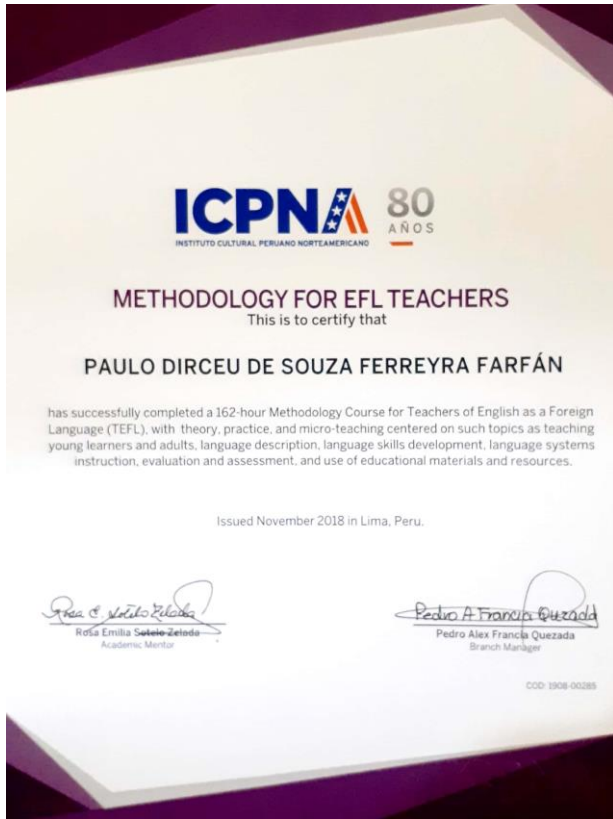 ICPNA 80
AÑOS
INSTITUTO CULTURAL PERUANO NORTEAMERICANO
METHODOLOGY FOR EFL TEACHERS
This is to certify that
PAULO DIRCEU DE SOUZA FERREYRA FARFÁN
has successfully completed a 162-hour Methodology Course for Teachers of English as a Foreign
Language (TEFL), with theory, practice, and micro-teaching centered on such topics as teaching
young learners and adults, language description, language skills development, language systems
instruction, evaluation and assessment, and use of educational materials and resources.
Issued November 2018 in Lima, Peru.
Rosa E. Sotelo Zelada
Rosa Emilia Sotelo Zelada
Academic Mentor
Pedro A Francia Quezada
Pedro Alex Francia Quezada
Branch Manager
COD: 1908-00285